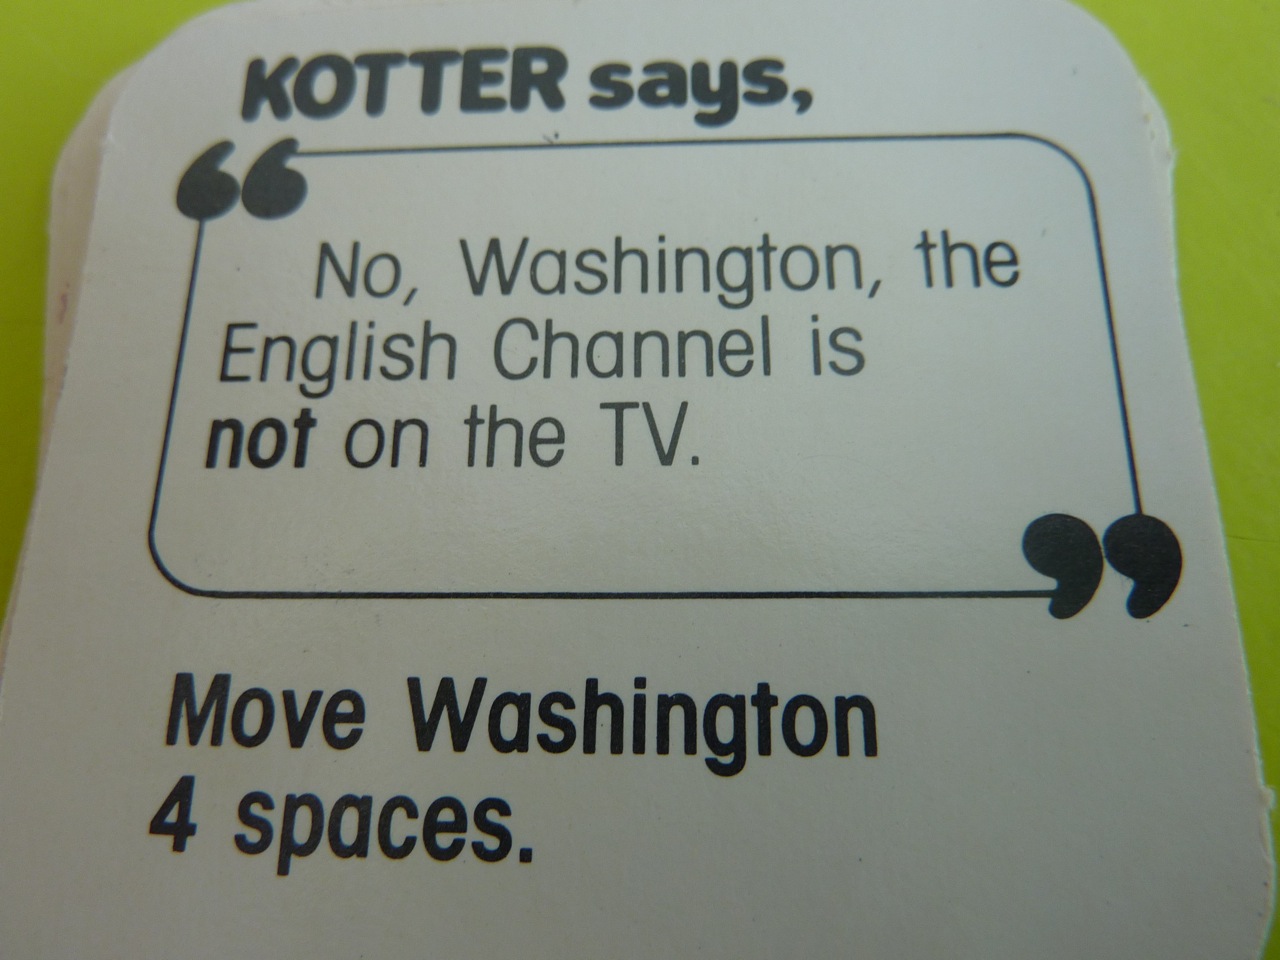 KOTTER says,
“No, Washington, the
English Channel is
not on the TV.”
Move Washington
4 spaces.